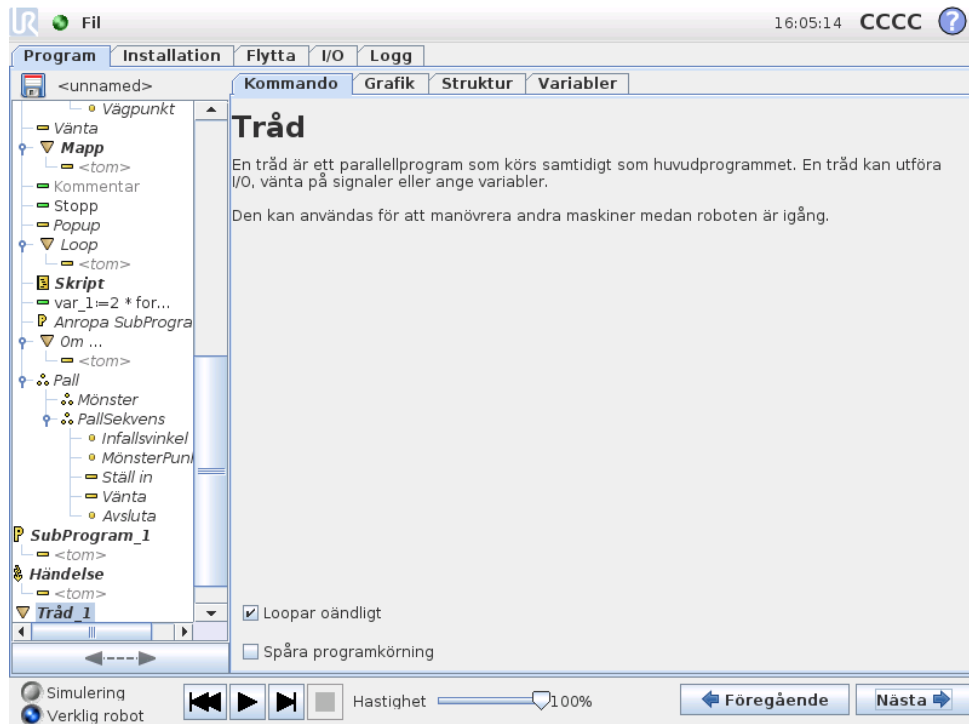 UR Fil 16:05:14 CCCC ?
Program Installation Flytta I/O Logg
<unnamed>
Kommando Grafik Struktur Variabler
Vägpunkt
Vänta
Mapp
<tom>
Kommentar
Stopp
Popup
Loop
<tom>
Skript
var_1:=2 * for...
Anropa SubProgra
Om ...
<tom>
Pall
Mönster
PallSekvens
Infallsvinkel
MönsterPunl
Ställ in
Vänta
Avsluta
SubProgram_1
<tom>
Händelse
<tom>
Tråd_1
Tråd
En tråd är ett parallellprogram som körs samtidigt som huvudprogrammet. En tråd kan utföra
I/O, vänta på signaler eller ange variabler.
Den kan användas för att manövrera andra maskiner medan roboten är igång.
Loopar oändligt
Spåra programkörning
Simulering
Verklig robot
Hastighet 100%
Föregående Nästa